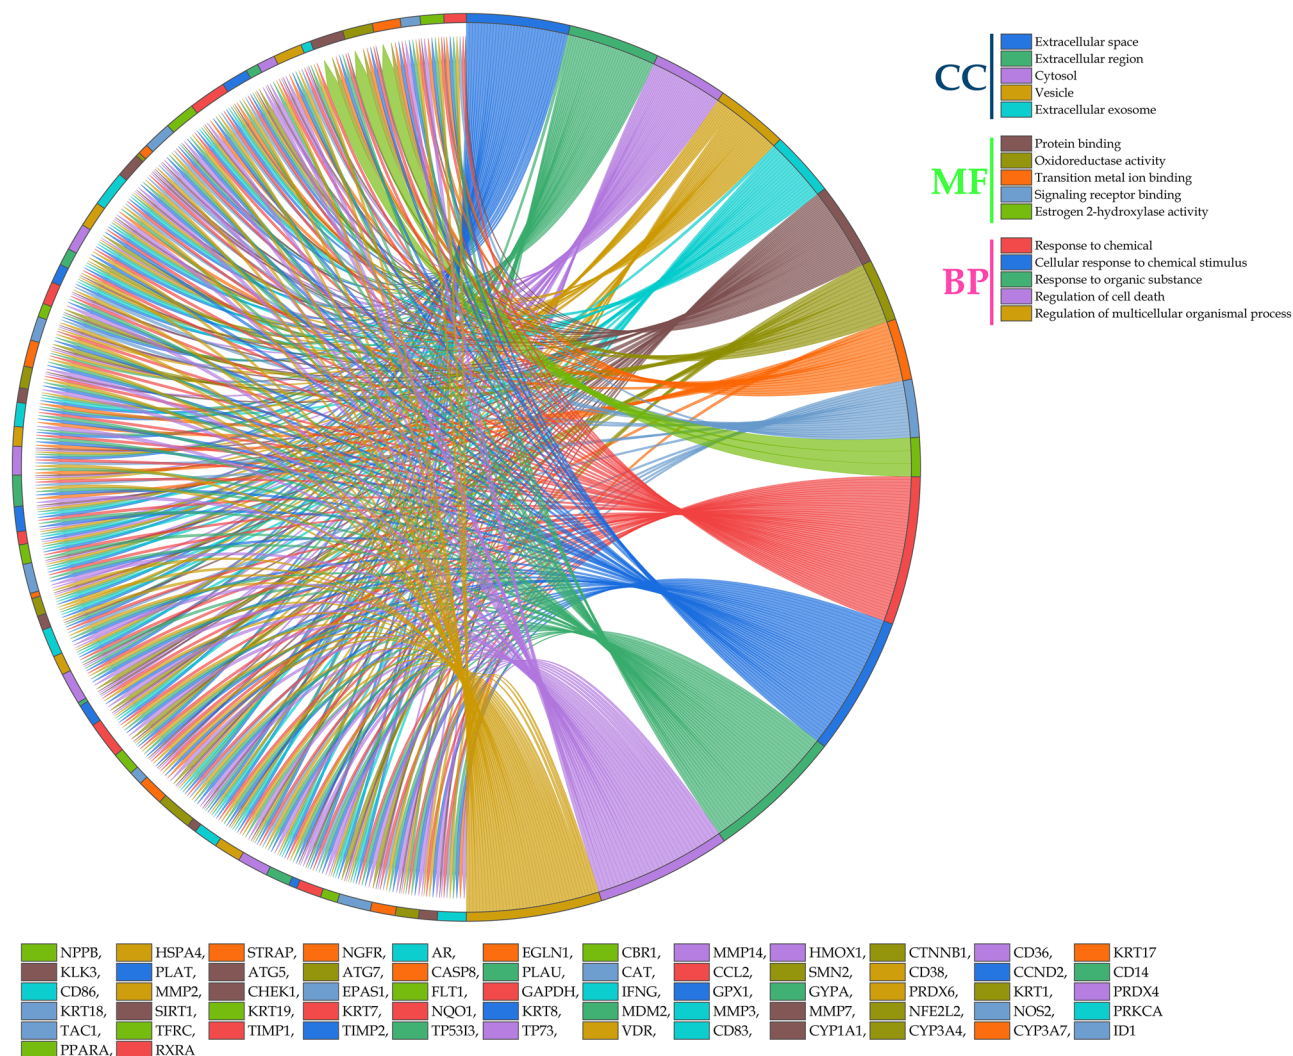 CC
Extracellular space
Extracellular region
Cytosol
Vesicle
Extracellular exosome
MF
Protein binding
Oxidoreductase activity
Transition metal ion binding
Signaling receptor binding
Estrogen 2-hydroxylase activity
BP
Response to chemical
Cellular response to chemical stimulus
Response to organic substance
Regulation of cell death
Regulation of multicellular organismal process
NPPB, HSPA4, STRAP, NGFR, AR, EGLN1, CBR1, MMP14, HMOX1, CTNNB1, CD36, KRT17
KLK3, PLAT, ATG5, ATG7, CASP8, PLAU, CAT, CCL2, SMN2, CD38, CCND2, CD14
CD86, MMP2, CHEK1, EPAS1, FLT1, GAPDH, IFNG, GPX1, GYPA, PRDX6, KRT1, PRDX4
KRT18, SIRT1, KRT19, KRT7, NQO1, KRT8, MDM2, MMP3, MMP7, NFE2L2, NOS2, PRKCA
TAC1, TFRC, TIMP1, TIMP2, TP53I3, TP73, VDR, CD83, CYP1A1, CYP3A4, CYP3A7, ID1
PPARA, RXRA